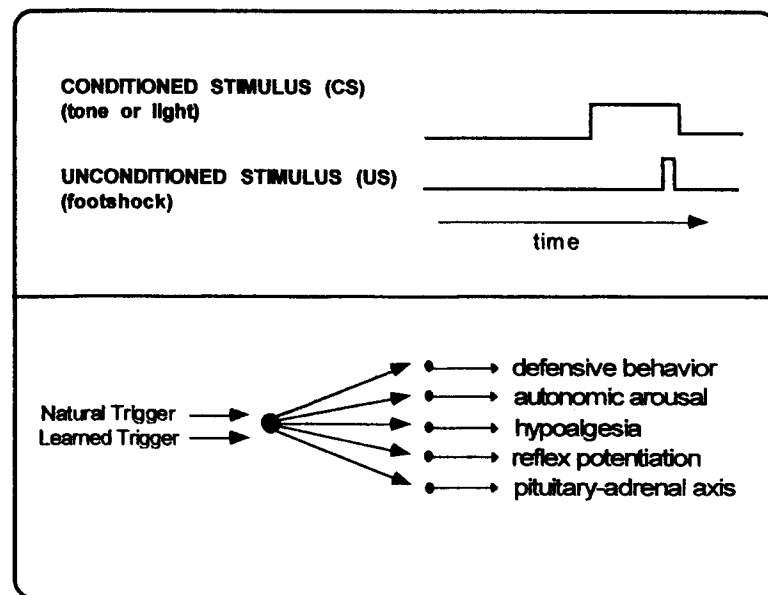 CONDITIONED STIMULUS (CS)
(tone or light)
UNCONDITIONED STIMULUS (US)
(footshock)
time
Natural Trigger
Learned Trigger
defensive behavior
autonomic arousal
hypoalgesia
reflex potentiation
pituitary-adrenal axis